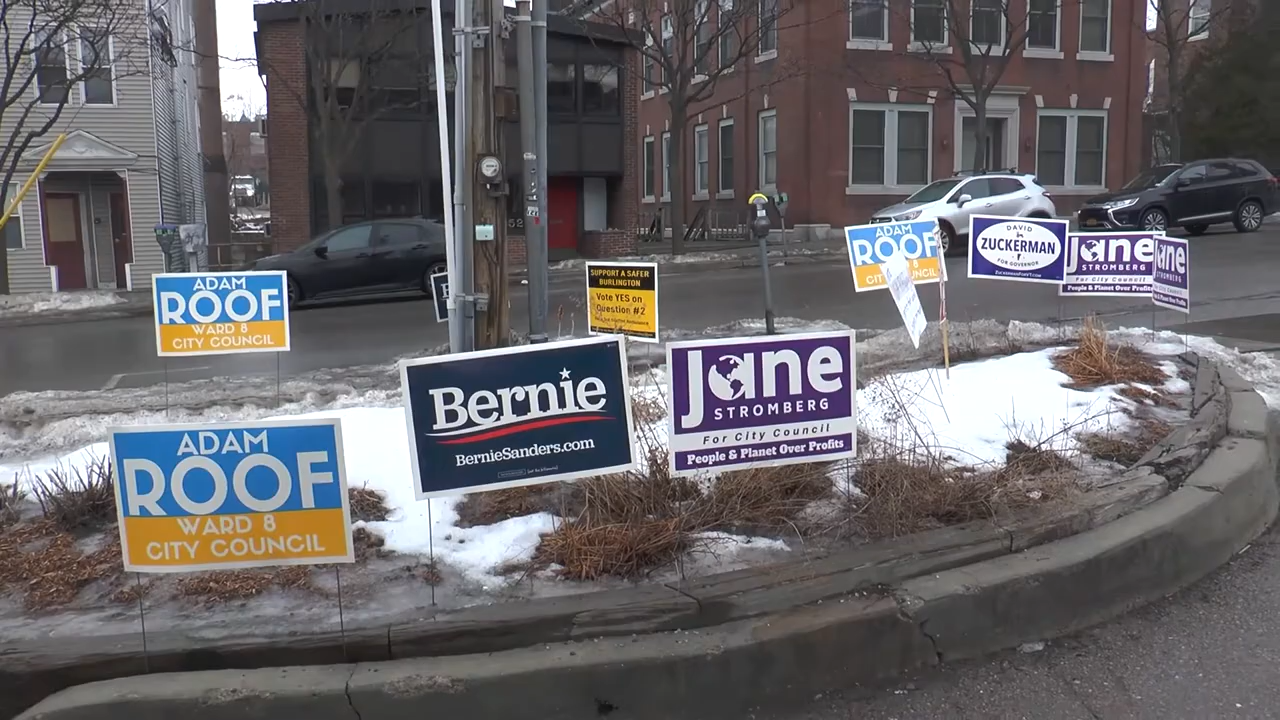 ADAM
ROOF
WARD 8
CITY COUNCIL
SUPPORT A SAFER
BURLINGTON
Vote YES on
Question #2
ADAM
ROOF
DAVID
ZUCKERMAN
FOR GOVERNOR
Jane
STROMBERG
For City Council
People & Planet Over Profits
Jane
STROMBERG
Bernie
BernieSanders.com
Jane
STROMBERG
For City Council
People & Planet Over Profits
ADAM
ROOF
WARD 8
CITY COUNCIL